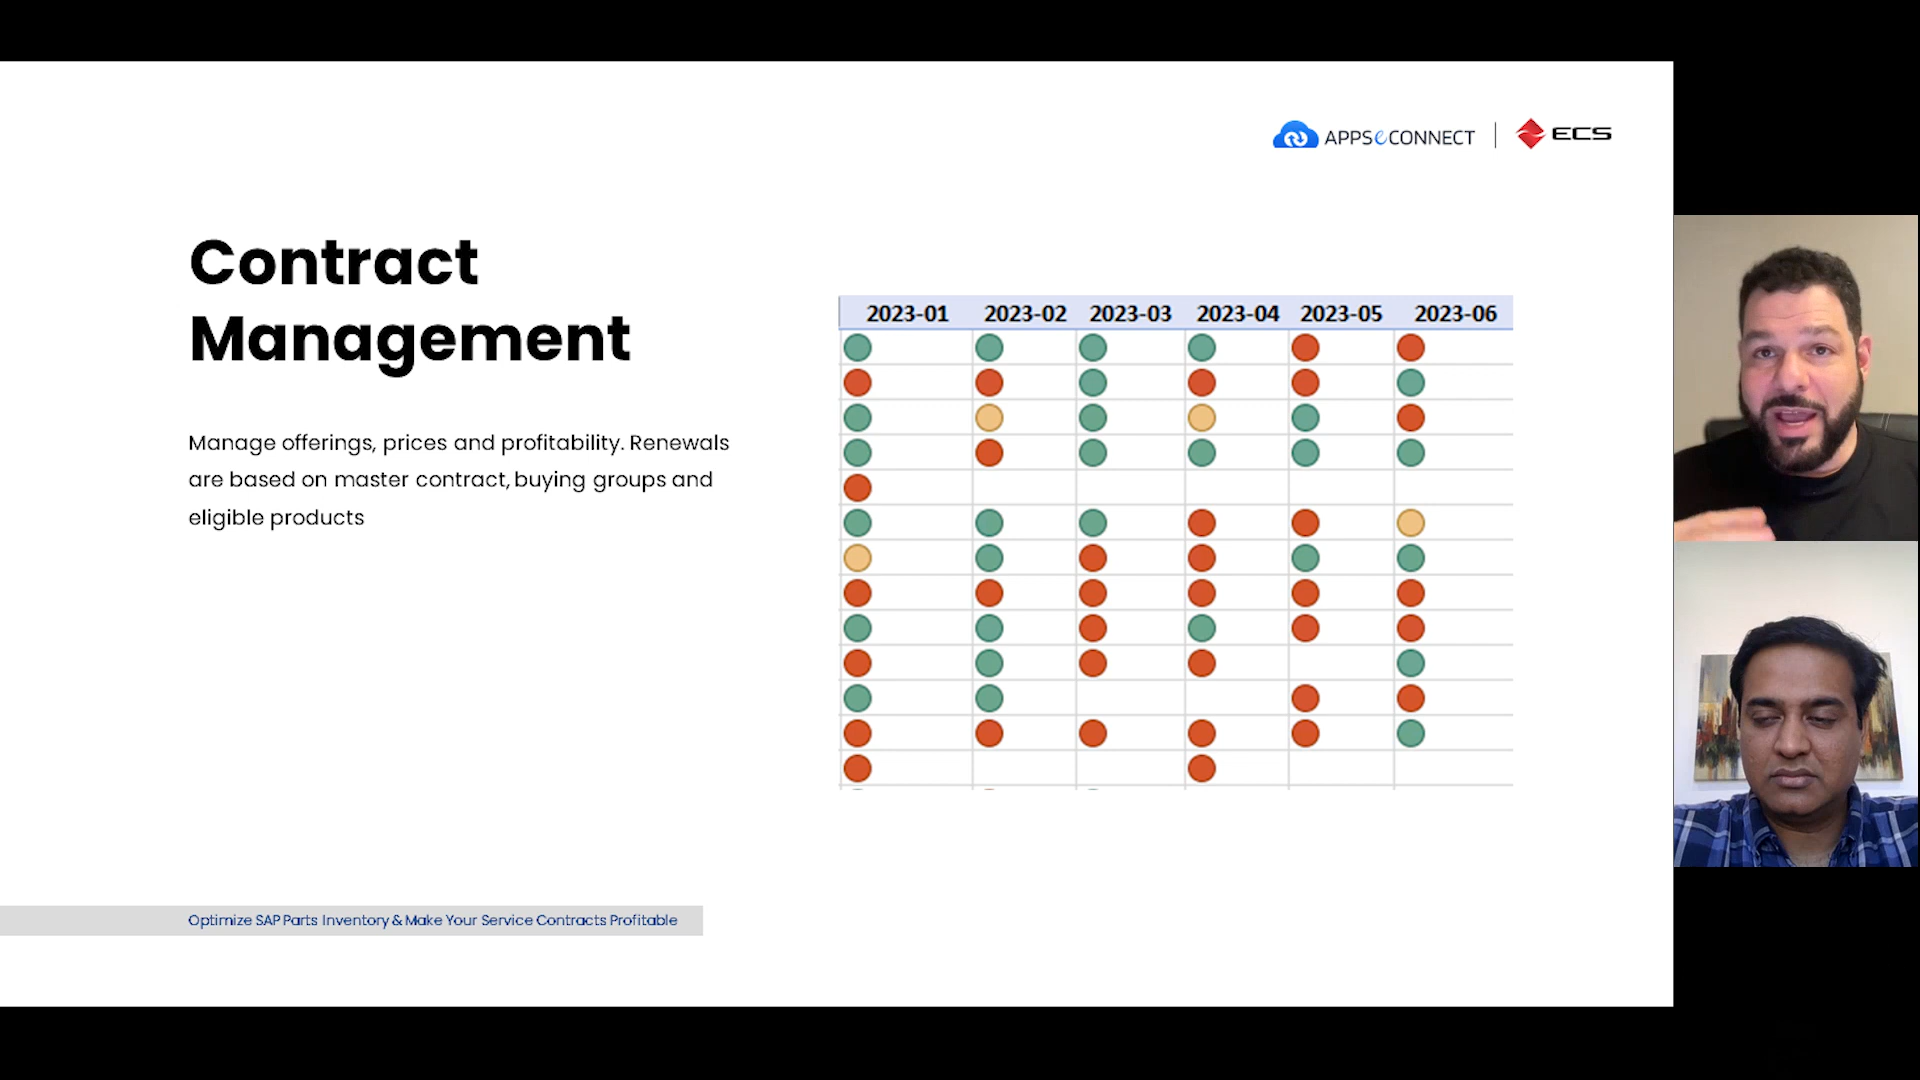 APPSeCONNECT | ECS
Contract
Management
Manage offerings, prices and profitability. Renewals
are based on master contract, buying groups and
eligible products
2023-01 2023-02 2023-03 2023-04 2023-05 2023-06
Optimize SAP Parts Inventory & Make Your Service Contracts Profitable